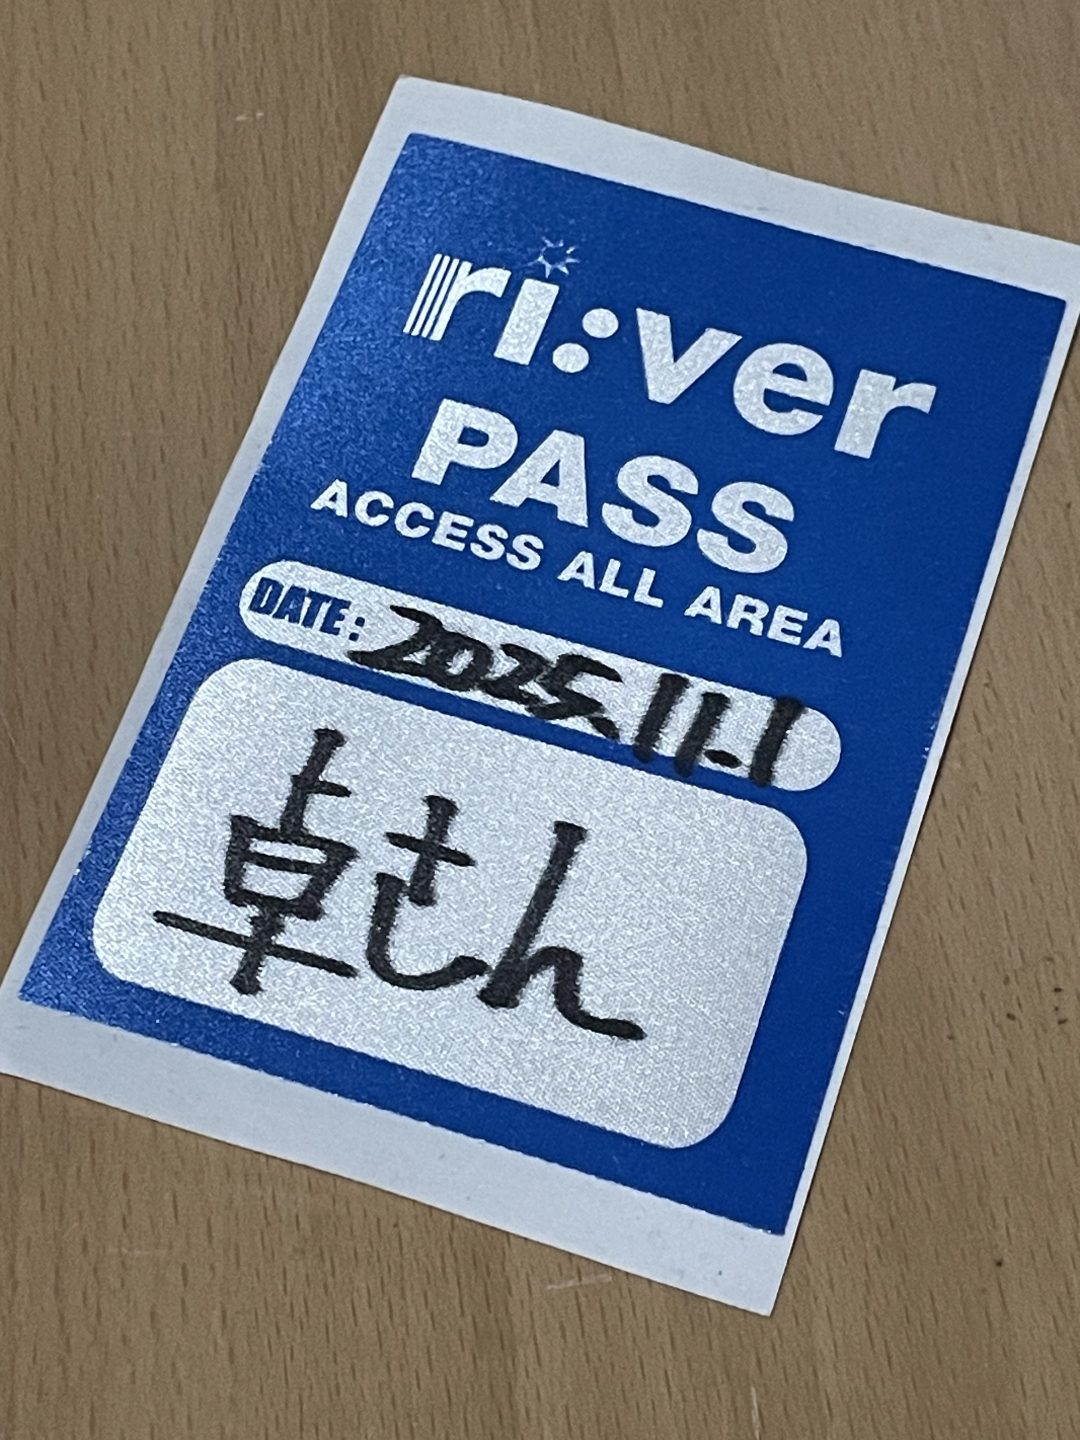 ri:ver
PASS
ACCESS ALL AREA
DATE: 2025.11.1
卓さん